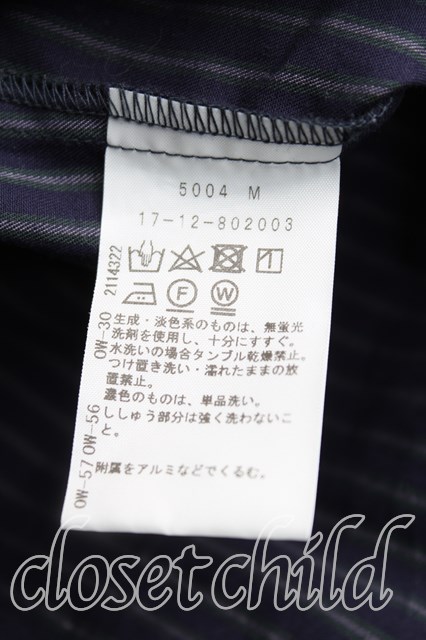 5004 M
17-12-802003
2114322
F W
0W-30
生成・淡色系のものは、無蛍光
洗剤を使用し、十分にすすぐ。
水洗いの場合タンブル乾燥禁止。
つけ置き洗い・濡れたままの放
置禁止。
濃色のものは、単品洗い。
0W-56
ししゅう部分は強く洗わないこ
と。
0W-57
附属をアルミなどでくるむ。
closet child